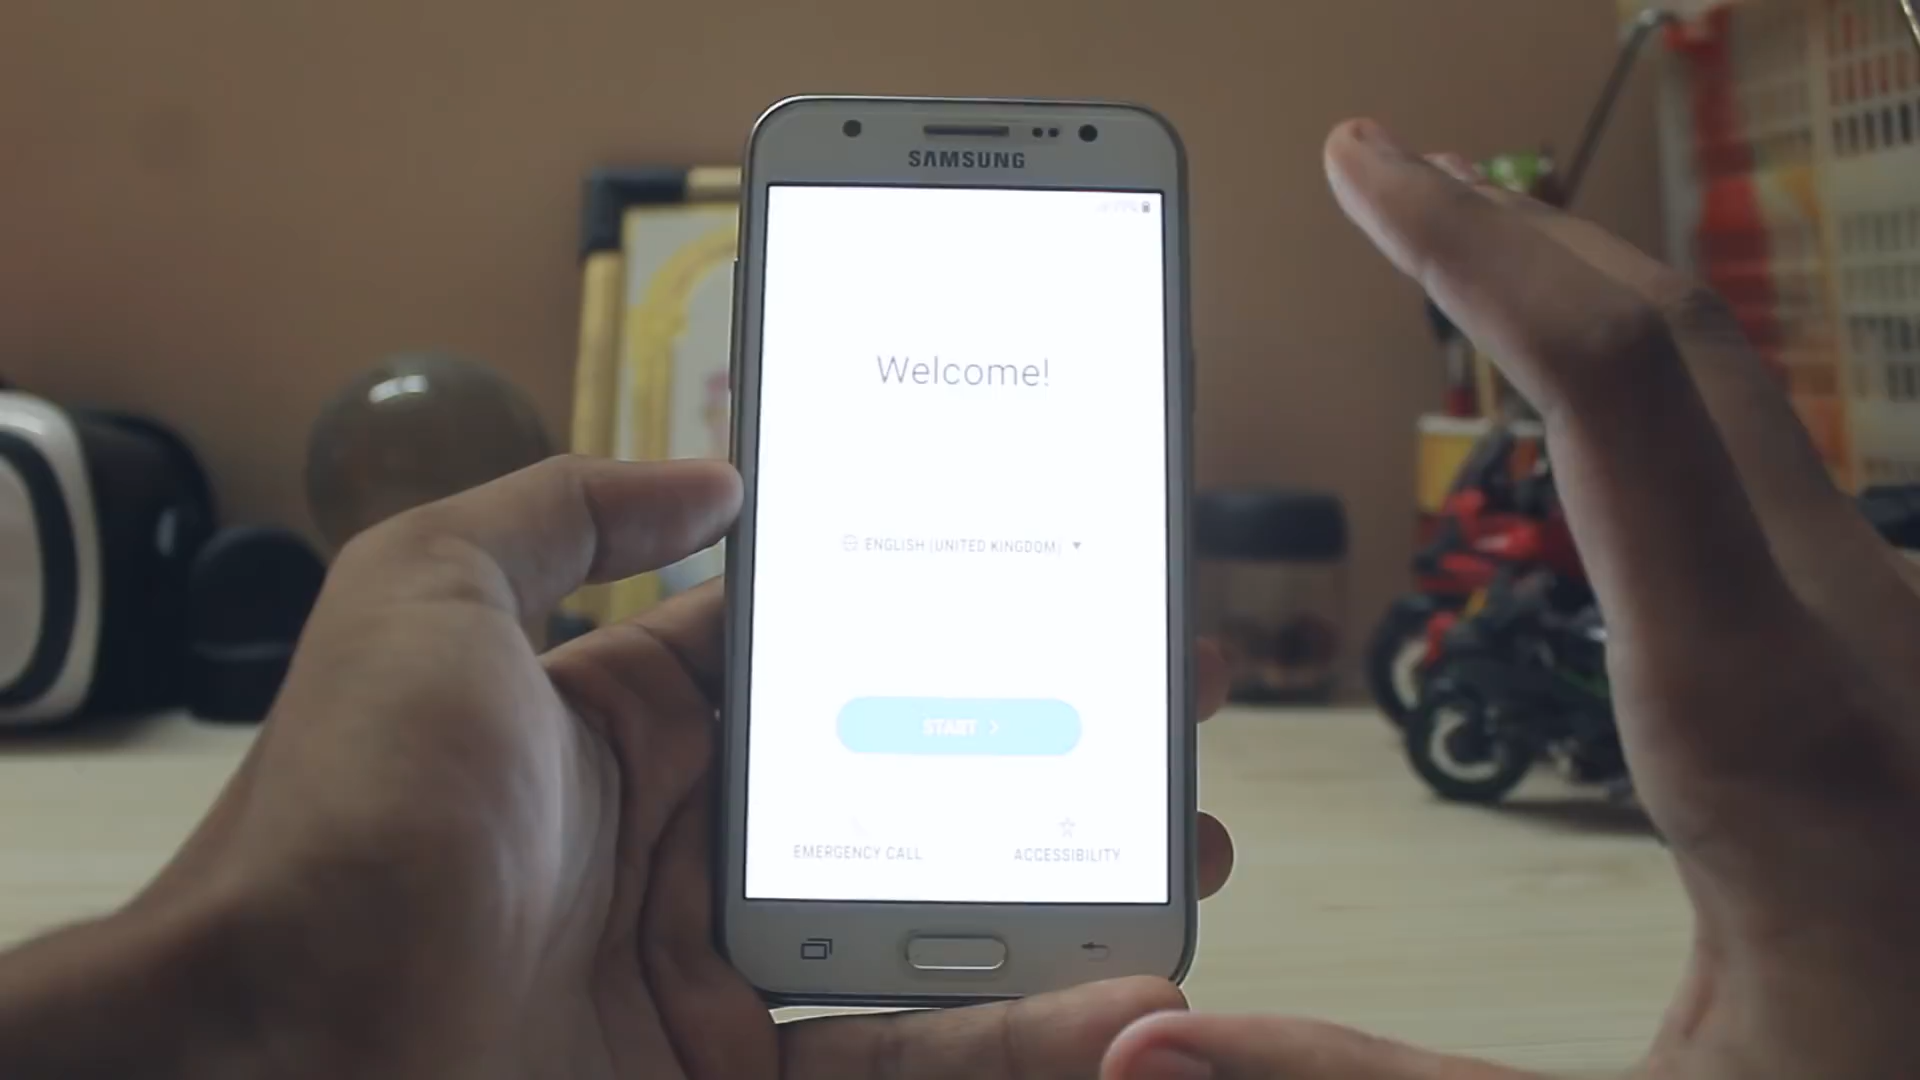 SAMSUNG
Welcome!
ENGLISH (UNITED KINGDOM)
START
EMERGENCY CALL
ACCESSIBILITY